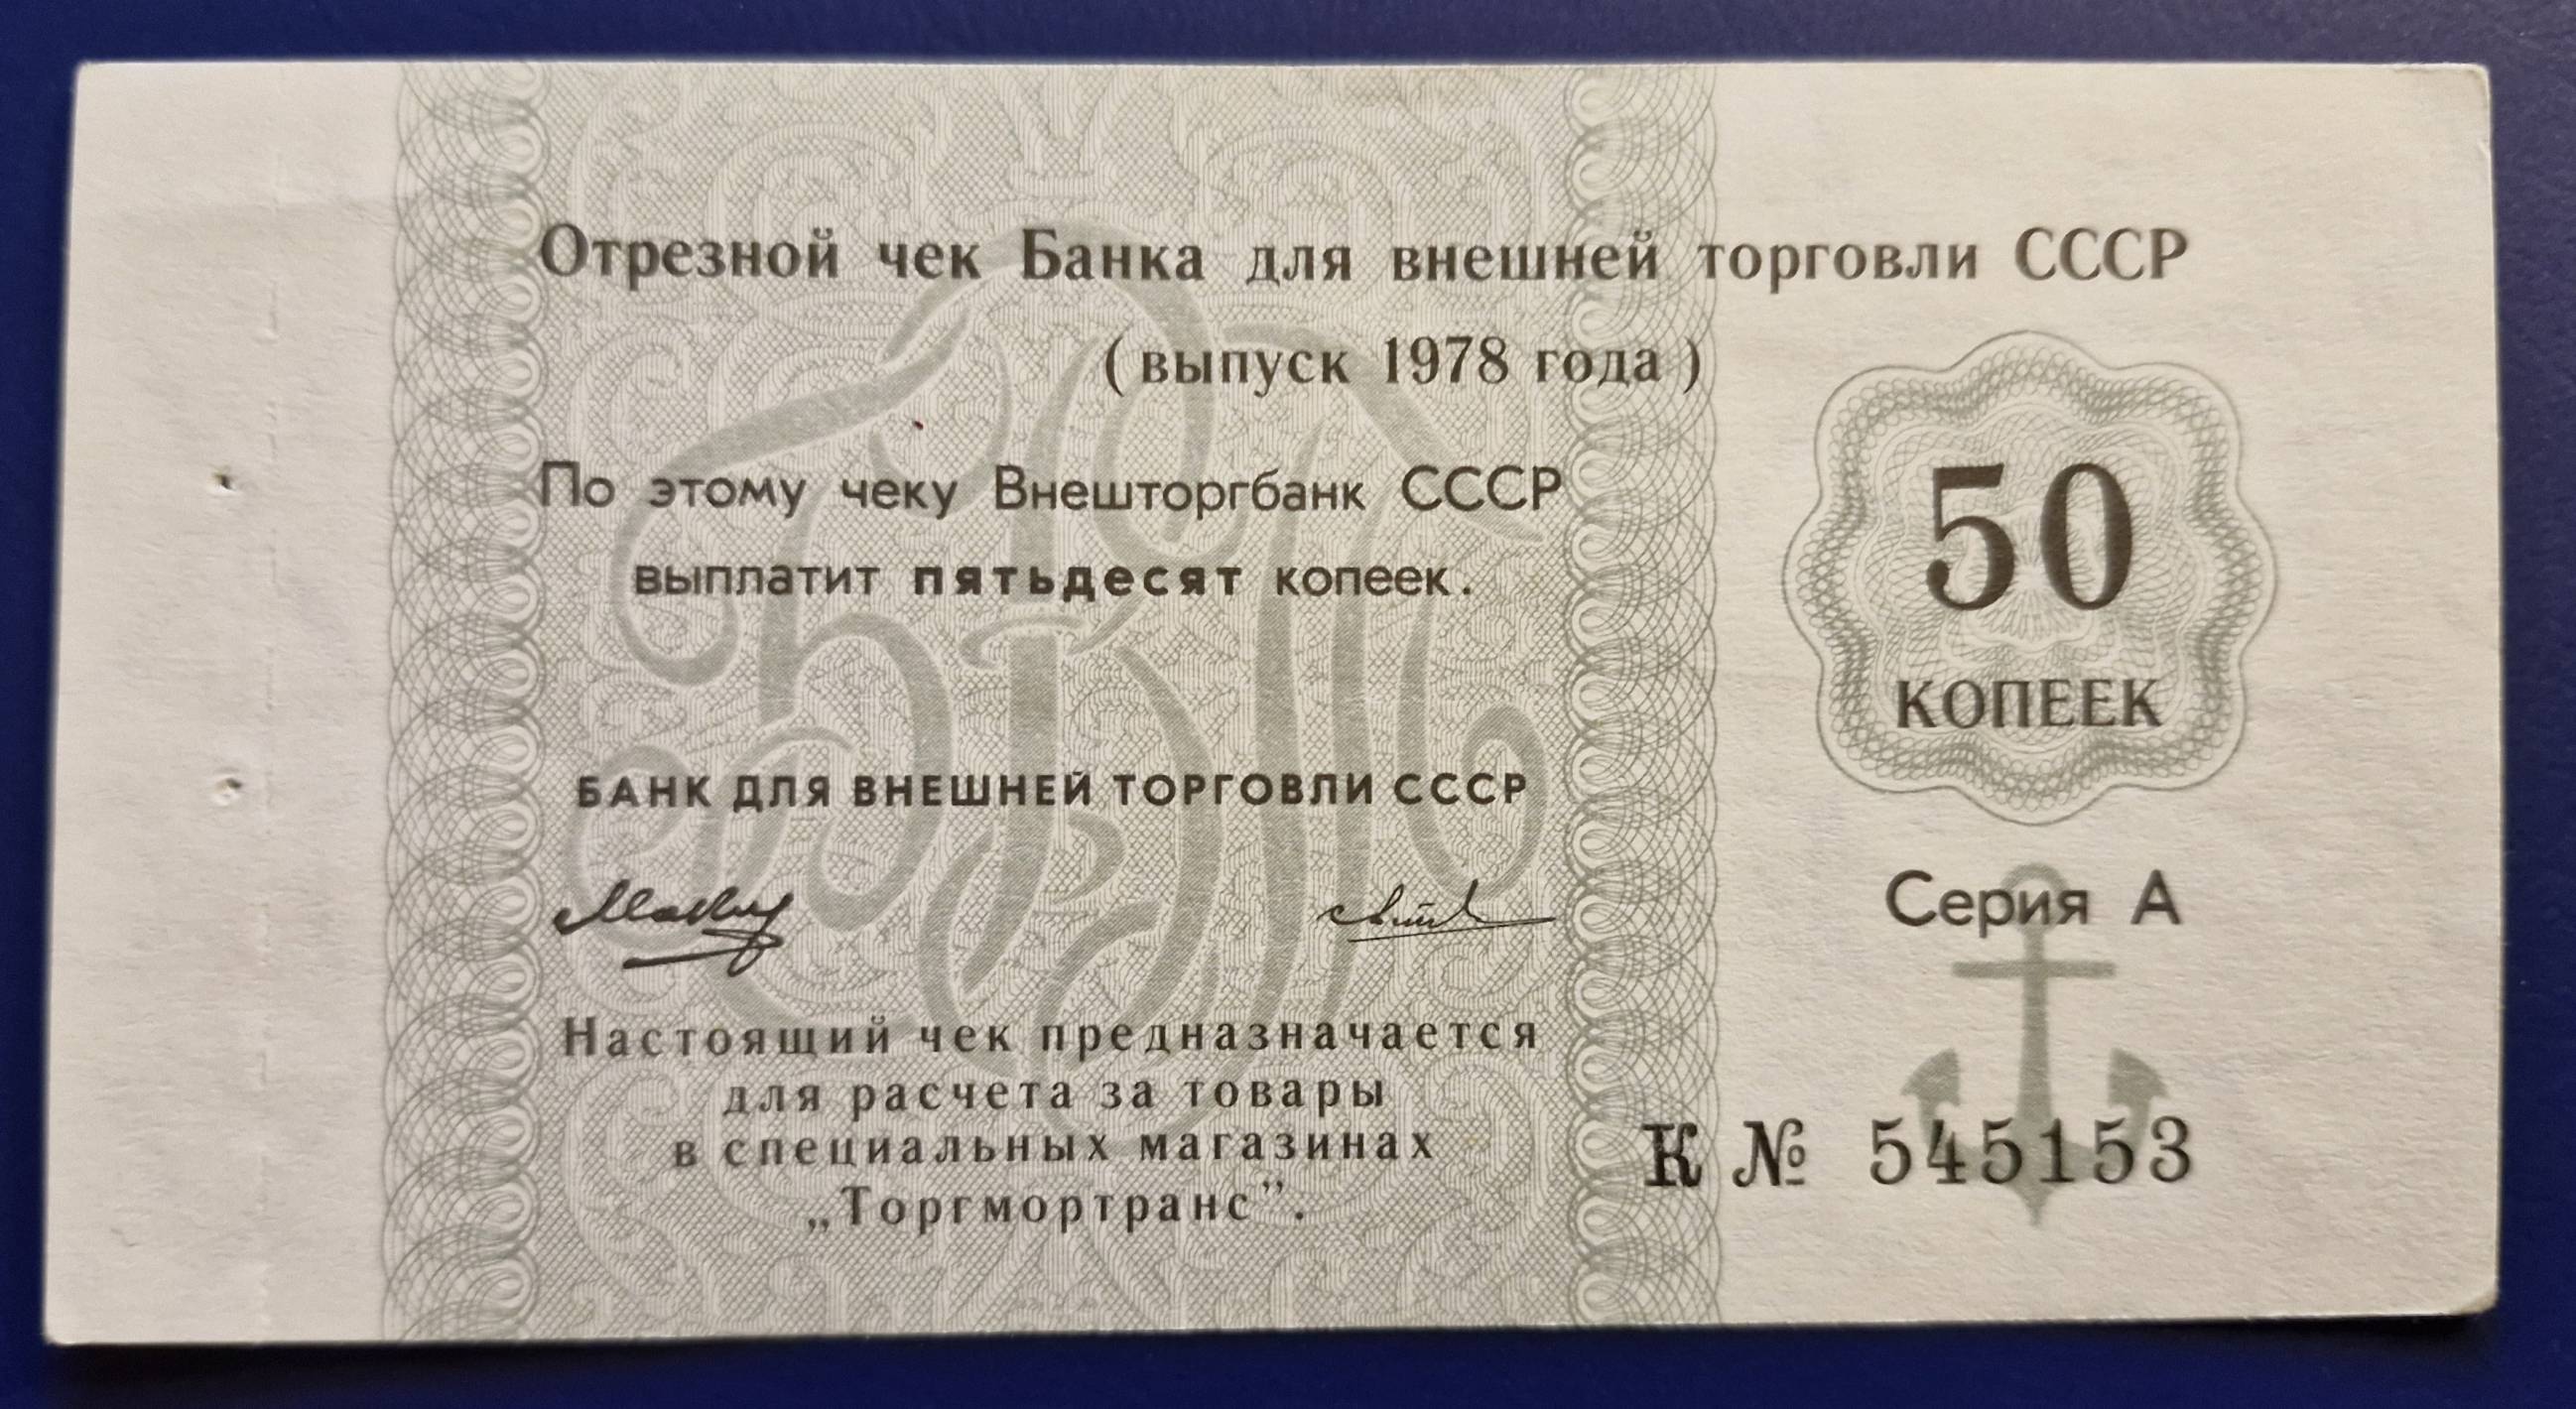 Отрезной чек Банка для внешней торговли СССР
( выпуск 1978 года )
По этому чеку Внешторгбанк СССР
выплатит пятьдесят копеек.
50
КОПЕЕК
БАНК ДЛЯ ВНЕШНЕЙ ТОРГОВЛИ СССР
Серия А
Настоящий чек предназначается
для расчета за товары
в специальных магазинах
„Торгмортранс”.
К № 545153